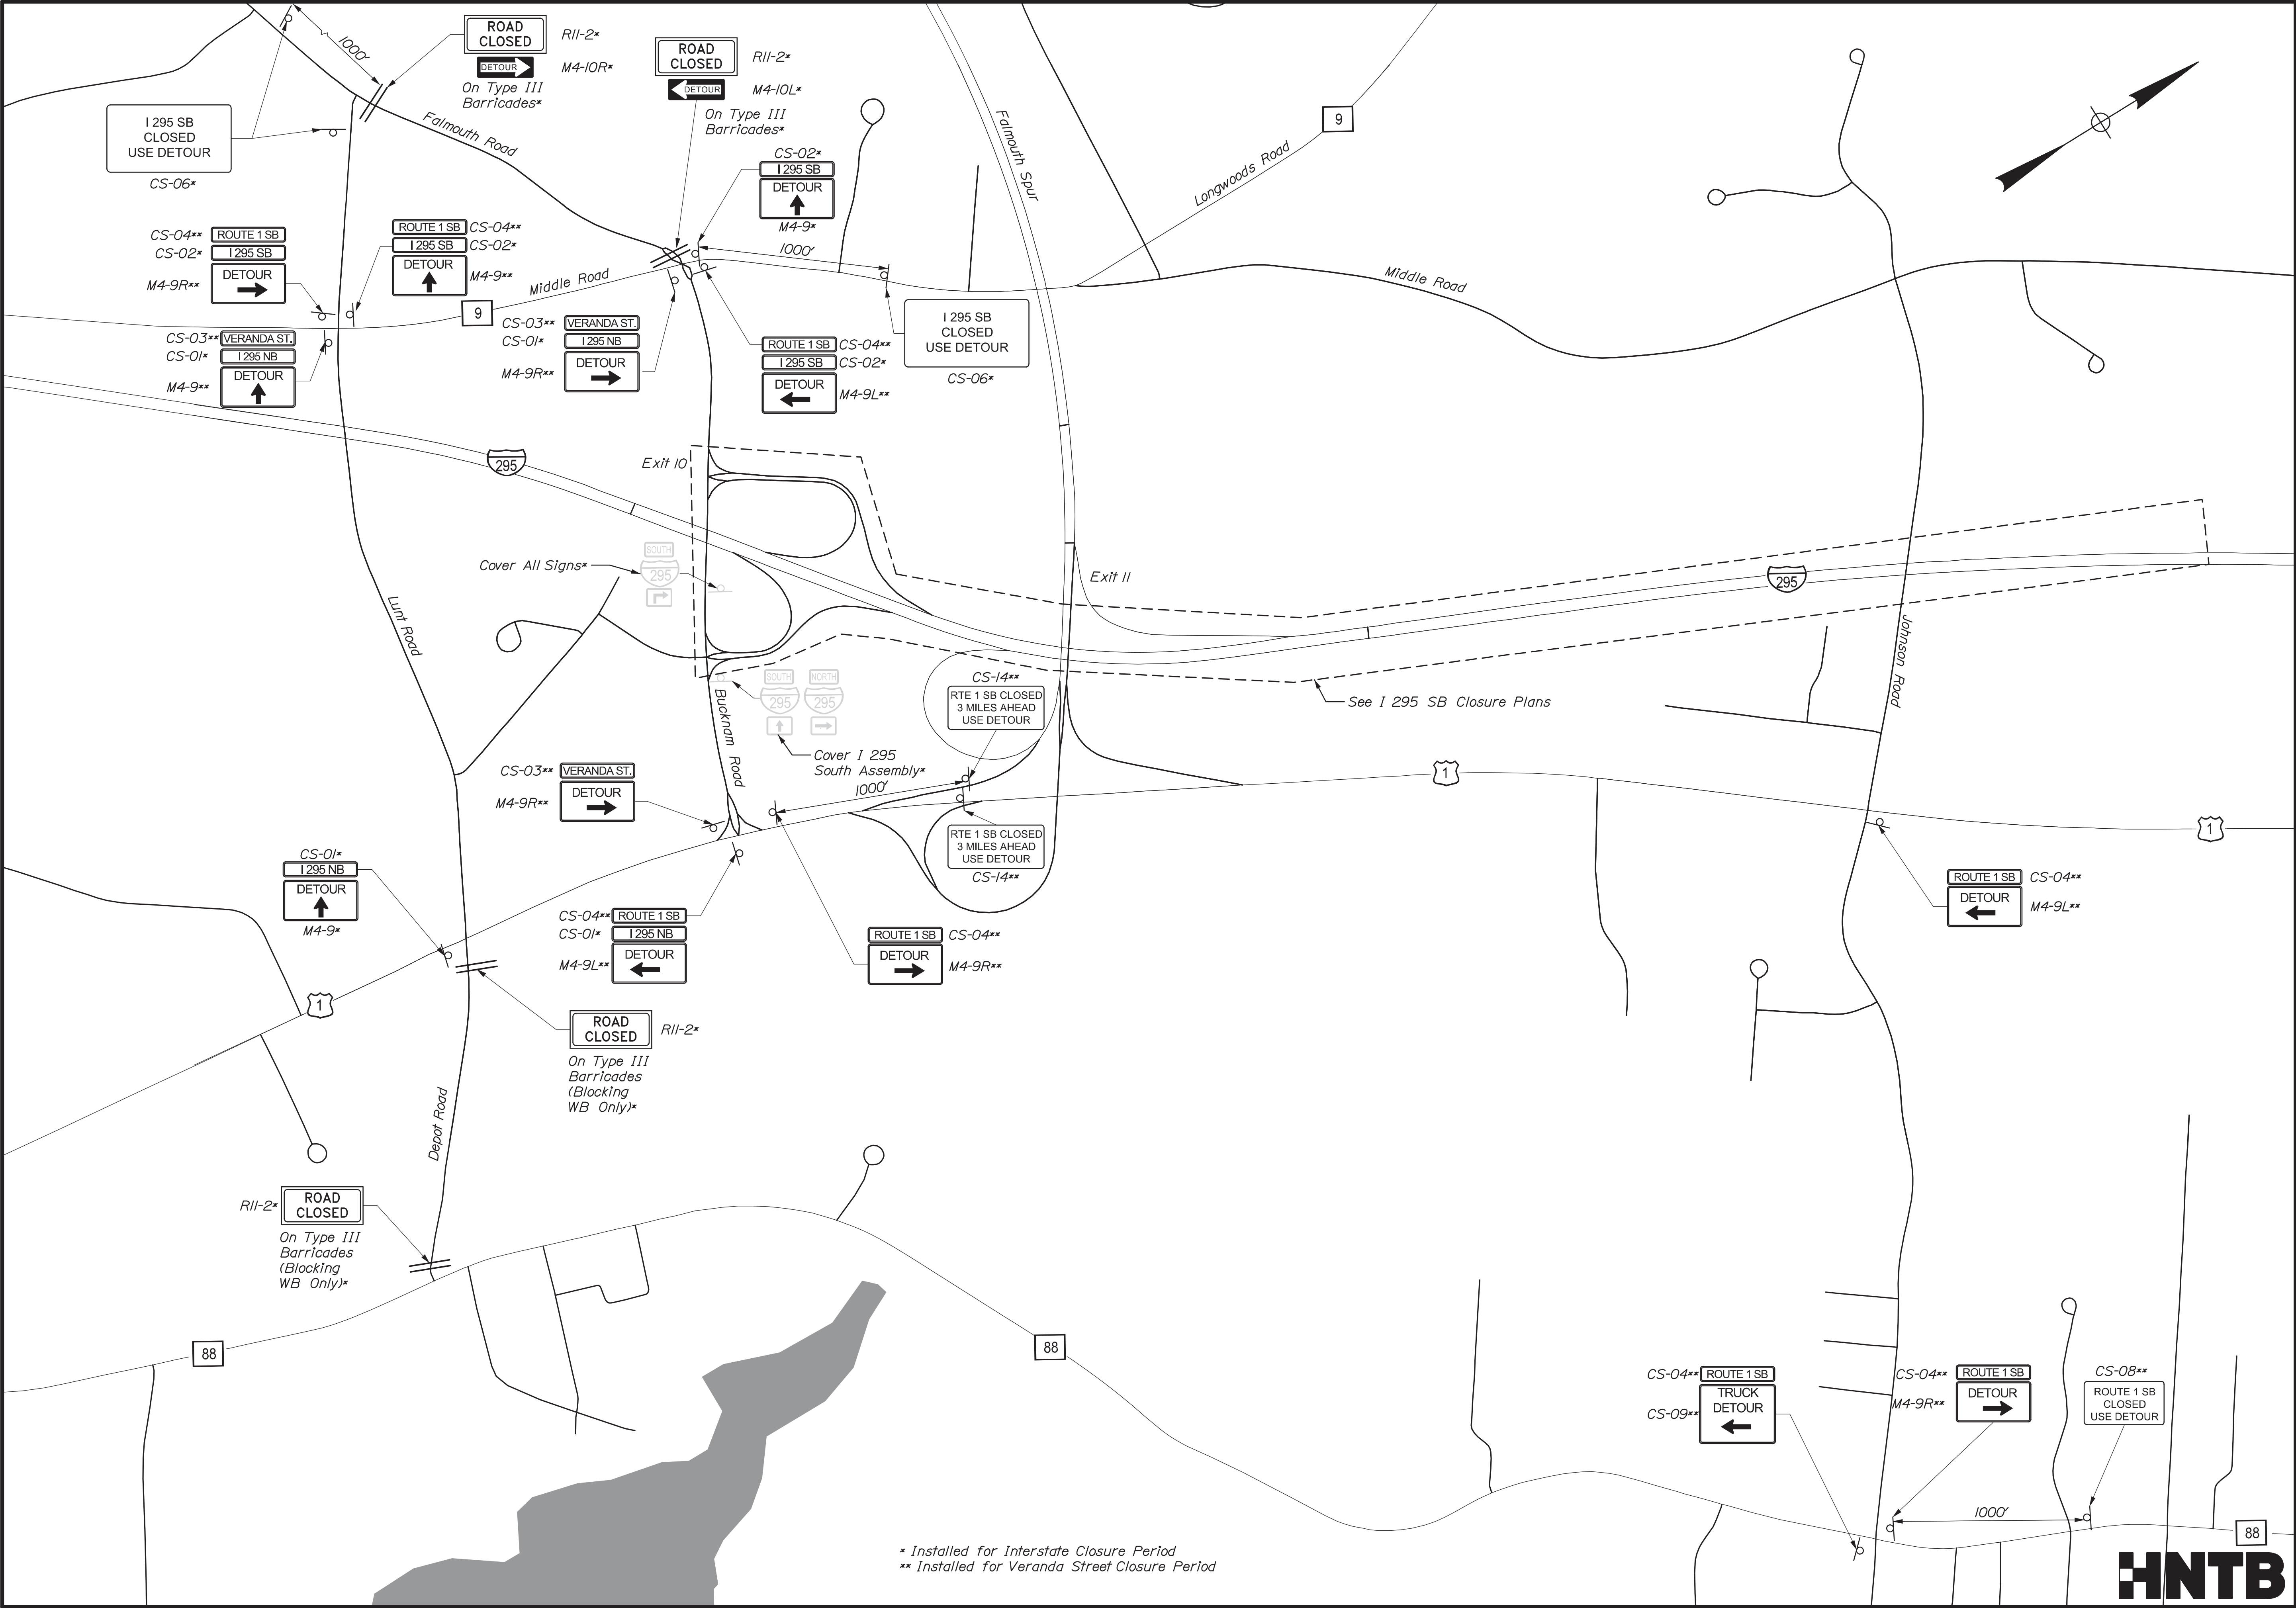 1000'
ROAD
CLOSED
R11-2*
DETOUR
M4-10R*
On Type III
Barricades*
ROAD
CLOSED
R11-2*
DETOUR
M4-10L*
On Type III
Barricades*
I 295 SB
CLOSED
USE DETOUR
CS-06*
Falmouth Road
CS-02*
I 295 SB
DETOUR
M4-9*
1000'
Falmouth Spur
Longwoods Road
9
CS-04** ROUTE 1 SB
CS-02* I 295 SB
M4-9R** DETOUR
ROUTE 1 SB CS-04**
I 295 SB CS-02*
DETOUR M4-9**
9
Middle Road
Middle Road
CS-03** VERANDA ST.
CS-01* I 295 NB
M4-9** DETOUR
CS-03** VERANDA ST.
CS-01* I 295 NB
M4-9R** DETOUR
ROUTE 1 SB CS-04**
I 295 SB CS-02*
DETOUR M4-9L**
I 295 SB
CLOSED
USE DETOUR
CS-06*
295
Exit 10
Cover All Signs*
SOUTH
295
Exit 11
295
Lunt Road
Bucknam Road
SOUTH
295
NORTH
295
Cover I 295
South Assembly*
1000'
CS-14**
RTE 1 SB CLOSED
3 MILES AHEAD
USE DETOUR
See I 295 SB Closure Plans
Johnson Road
1
1
CS-03** VERANDA ST.
M4-9R** DETOUR
RTE 1 SB CLOSED
3 MILES AHEAD
USE DETOUR
CS-14**
CS-01*
I 295 NB
DETOUR
M4-9*
CS-04** ROUTE 1 SB
CS-01* I 295 NB
M4-9L** DETOUR
ROUTE 1 SB CS-04**
DETOUR M4-9R**
ROUTE 1 SB CS-04**
DETOUR M4-9L**
1
ROAD
CLOSED
R11-2*
On Type III
Barricades
(Blocking
WB Only)*
Depot Road
R11-2*
ROAD
CLOSED
On Type III
Barricades
(Blocking
WB Only)*
88
88
CS-04** ROUTE 1 SB
CS-09** TRUCK
DETOUR
CS-04** ROUTE 1 SB
M4-9R** DETOUR
CS-08**
ROUTE 1 SB
CLOSED
USE DETOUR
1000'
88
* Installed for Interstate Closure Period
** Installed for Veranda Street Closure Period
HNTB